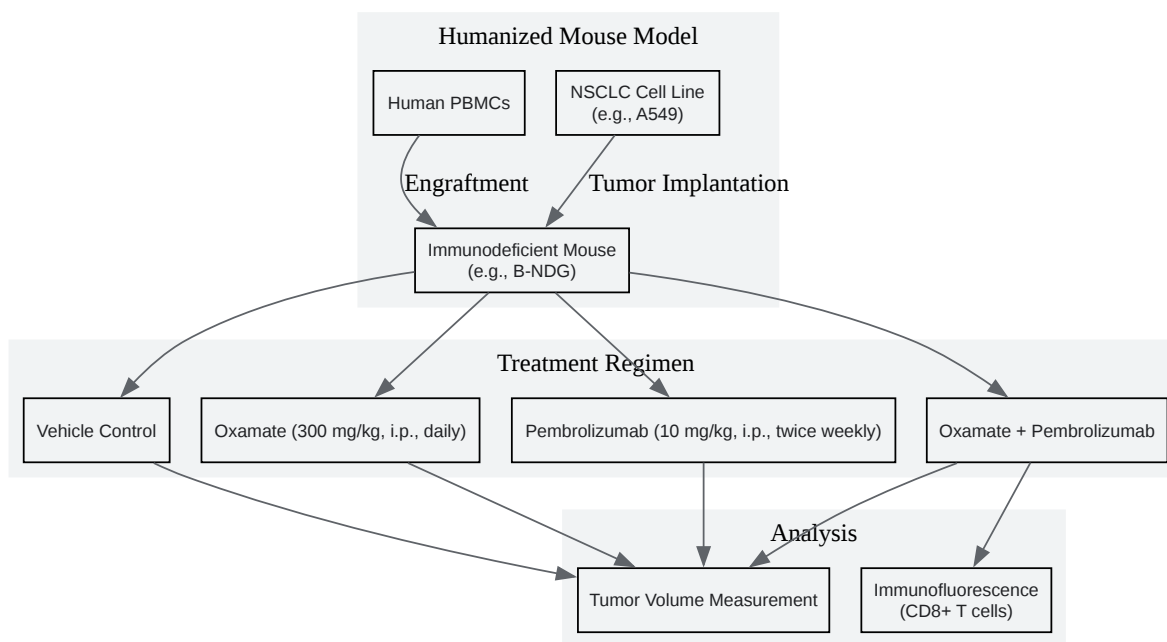 Humanized Mouse Model
Human PBMCs
NSCLC Cell Line
(e.g., A549)
Engraftment
Tumor Implantation
Immunodeficient Mouse
(e.g., B-NDG)
Treatment Regimen
Vehicle Control
Oxamate (300 mg/kg, i.p., daily)
Pembrolizumab (10 mg/kg, i.p., twice weekly)
Oxamate + Pembrolizumab
Analysis
Tumor Volume Measurement
Immunofluorescence
(CD8+ T cells)